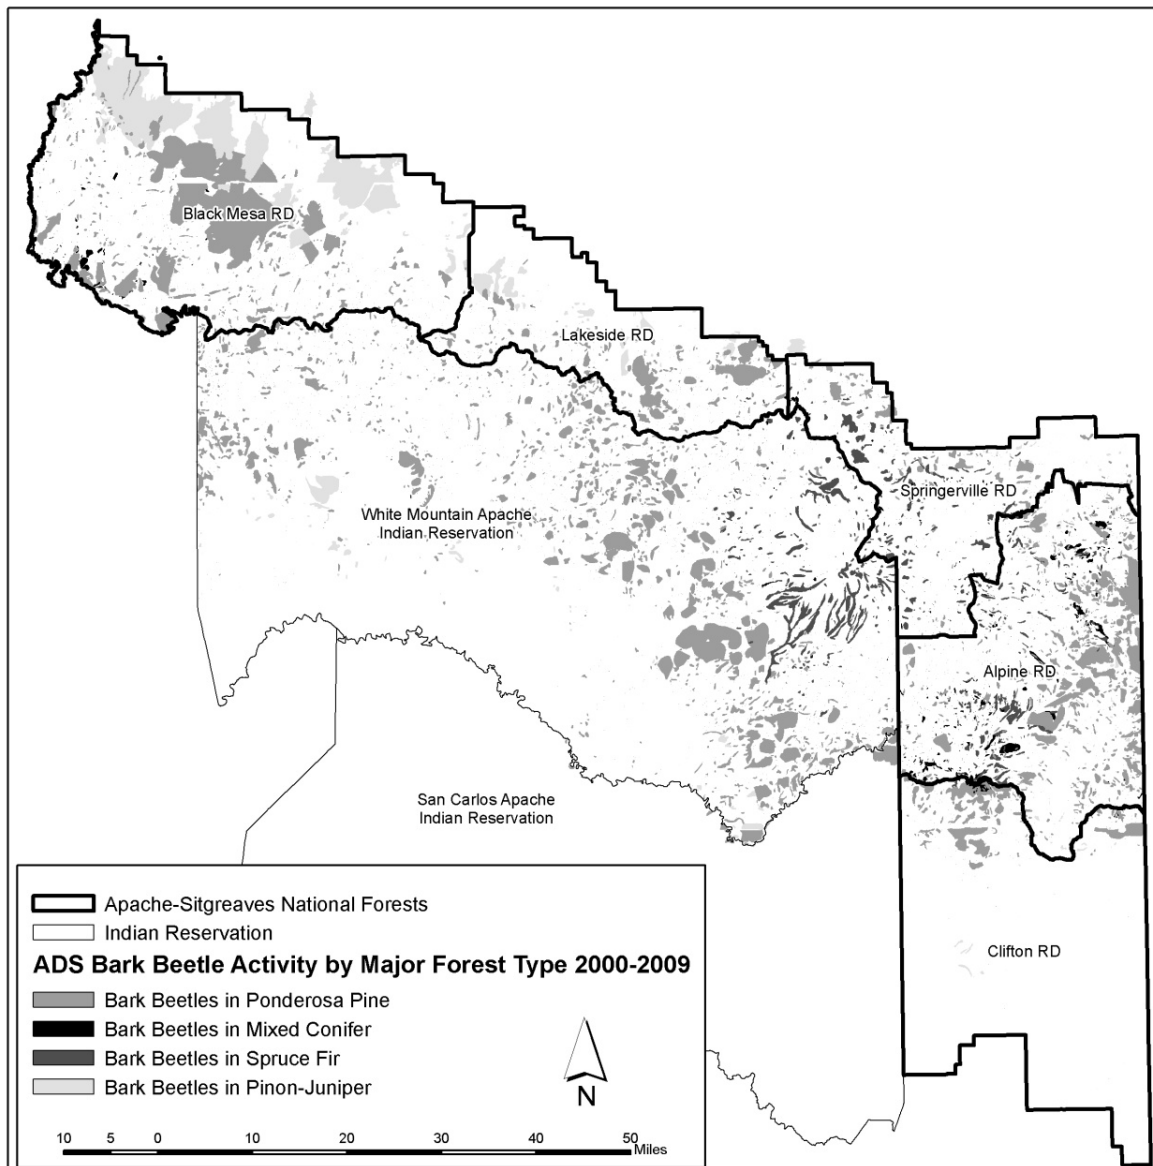 Black Mesa RD
Lakeside RD
Springerville RD
White Mountain Apache
Indian Reservation
Alpine RD
San Carlos Apache
Indian Reservation
Clifton RD
Apache-Sitgreaves National Forests
Indian Reservation
ADS Bark Beetle Activity by Major Forest Type 2000-2009
Bark Beetles in Ponderosa Pine
Bark Beetles in Mixed Conifer
Bark Beetles in Spruce Fir
Bark Beetles in Pinon-Juniper
N
10 5 0 10 20 30 40 50 Miles